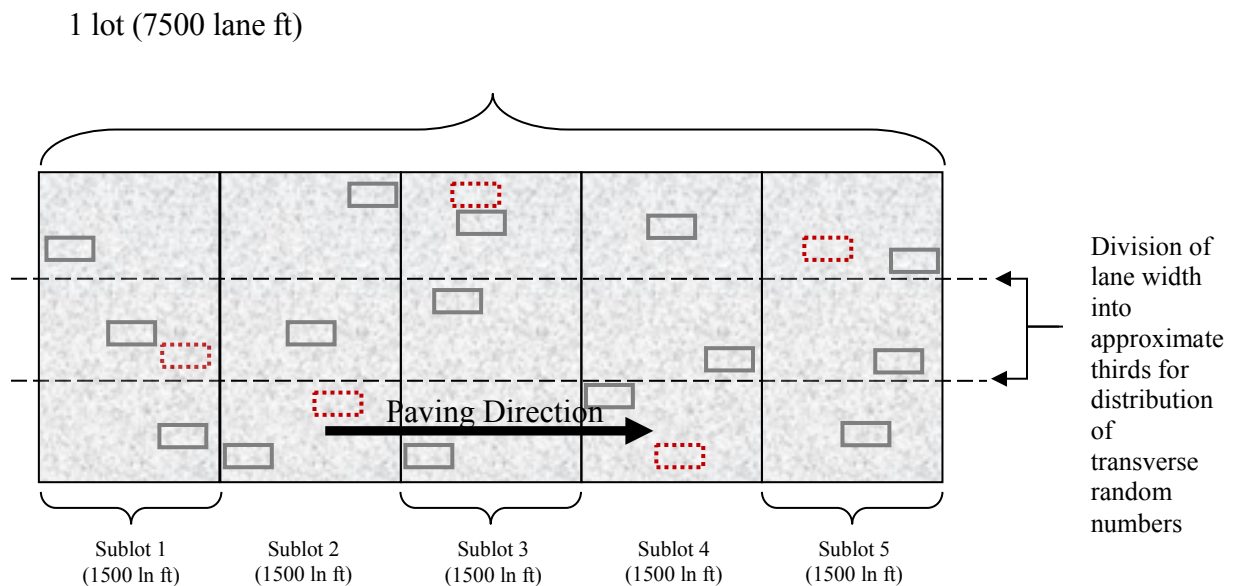 1 lot (7500 lane ft)
Division of
lane width
into
approximate
thirds for
distribution
of
transverse
random
numbers
Paving Direction
Sublot 1
(1500 ln ft)
Sublot 2
(1500 ln ft)
Sublot 3
(1500 ln ft)
Sublot 4
(1500 ln ft)
Sublot 5
(1500 ln ft)